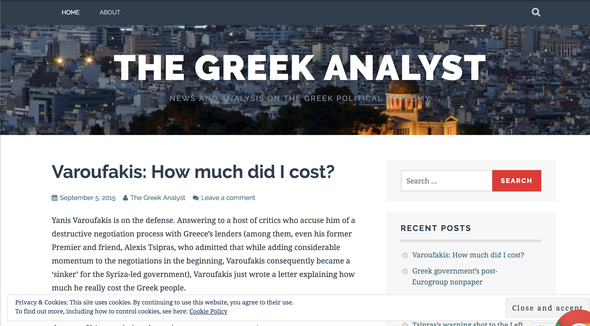 HOME ABOUT
THE GREEK ANALYST
NEWS AND ANALYSIS ON THE GREEK POLITICAL ECONOMY
Varoufakis: How much did I cost?
September 5, 2015 The Greek Analyst Leave a comment
Yanis Varoufakis is on the defense. Answering to a host of critics who accuse him of a
destructive negotiation process with Greece's lenders (among them, even his former
Premier and friend, Alexis Tsipras, who admitted that while adding considerable
momentum to the negotiations in the beginning, Varoufakis consequently became a
'sinker' for the Syriza-led government), Varoufakis just wrote a letter explaining how
much he really cost the Greek people.
Search ... SEARCH
RECENT POSTS
Varoufakis: How much did I cost?
Greek government's post-
Eurogroup nonpaper
Tsipras's warning shot to the Left
Privacy & Cookies: This site uses cookies. By continuing to use this website, you agree to their use.
To find out more, including how to control cookies, see here: Cookie Policy
Close and accept